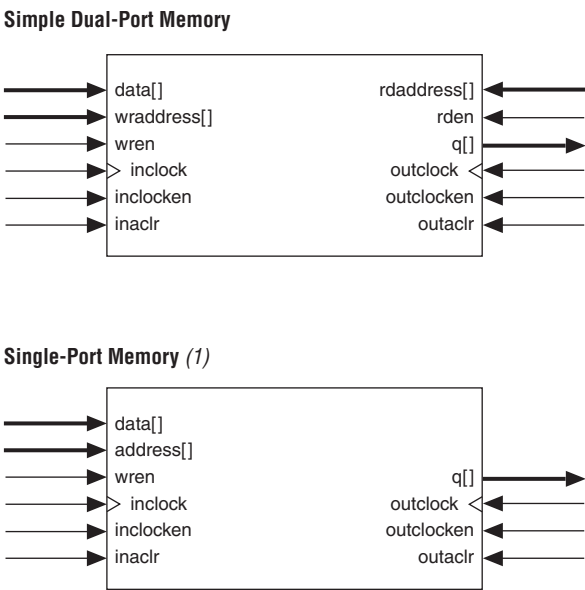 Simple Dual-Port Memory
data[] rdaddress[]
wraddress[] rden
wren q[]
inclock outclock
inclocken outclocken
inaclr outaclr
Single-Port Memory (1)
data[]
address[]
wren q[]
inclock outclock
inclocken outclocken
inaclr outaclr